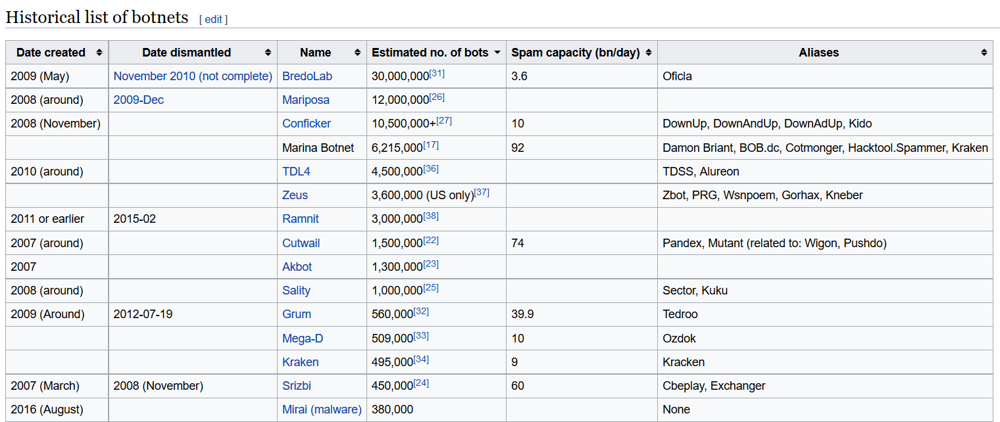 Historical list of botnets [ edit ]
Date created Date dismantled Name Estimated no. of bots Spam capacity (bn/day) Aliases
2009 (May) November 2010 (not complete) BredoLab 30,000,000[31] 3.6 Oficla
2008 (around) 2009-Dec Mariposa 12,000,000[26]
2008 (November) Conficker 10,500,000+[27] 10 DownUp, DownAndUp, DownAdUp, Kido
Marina Botnet 6,215,000[17] 92 Damon Briant, BOB.dc, Cotmonger, Hacktool.Spammer, Kraken
2010 (around) TDL4 4,500,000[36] TDSS, Alureon
Zeus 3,600,000 (US only)[37] Zbot, PRG, Wsnpoem, Gorhax, Kneber
2011 or earlier 2015-02 Ramnit 3,000,000[38]
2007 (around) Cutwail 1,500,000[22] 74 Pandex, Mutant (related to: Wigon, Pushdo)
2007 Akbot 1,300,000[23]
2008 (around) Sality 1,000,000[25] Sector, Kuku
2009 (Around) 2012-07-19 Grum 560,000[32] 39.9 Tedroo
Mega-D 509,000[33] 10 Ozdok
Kraken 495,000[34] 9 Kracken
2007 (March) 2008 (November) Srizbi 450,000[24] 60 Cbeplay, Exchanger
2016 (August) Mirai (malware) 380,000 None